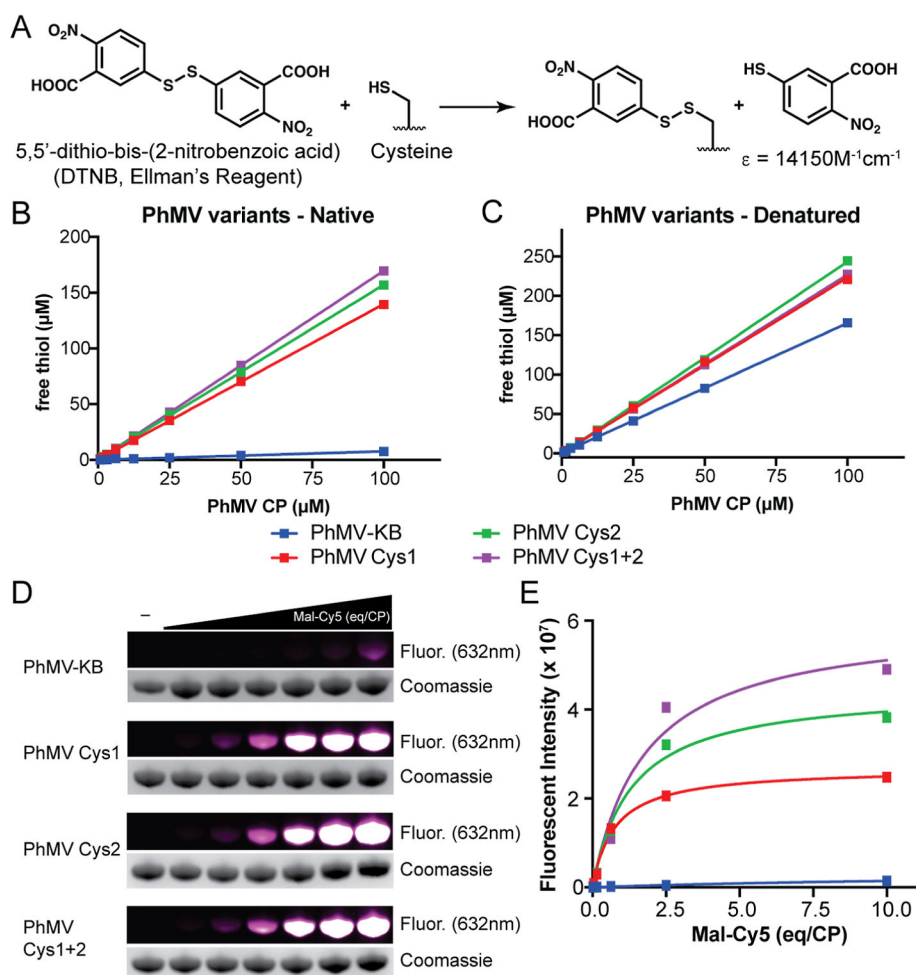 A
O₂N
HOOC
S
S
COOH
NO₂
+
HS
O₂N
HOOC
S
S
+
HS
COOH
NO₂
5,5'-dithio-bis-(2-nitrobenzoic acid)
(DTNB, Ellman's Reagent)
Cysteine
ε = 14150M⁻¹cm⁻¹
B
PhMV variants - Native
200
150
100
50
0
free thiol (µM)
0
25
50
75
100
PhMV CP (µM)
C
PhMV variants - Denatured
250
200
150
100
50
0
free thiol (µM)
0
25
50
75
100
PhMV CP (µM)
PhMV-KB
PhMV Cys2
PhMV Cys1
PhMV Cys1+2
D
–
Mal-Cy5 (eq/CP)
PhMV-KB
Fluor. (632nm)
Coomassie
PhMV Cys1
Fluor. (632nm)
Coomassie
PhMV Cys2
Fluor. (632nm)
Coomassie
PhMV
Cys1+2
Fluor. (632nm)
Coomassie
E
6
4
2
0
Fluorescent Intensity (x 10⁷)
0.0
2.5
5.0
7.5
10.0
Mal-Cy5 (eq/CP)